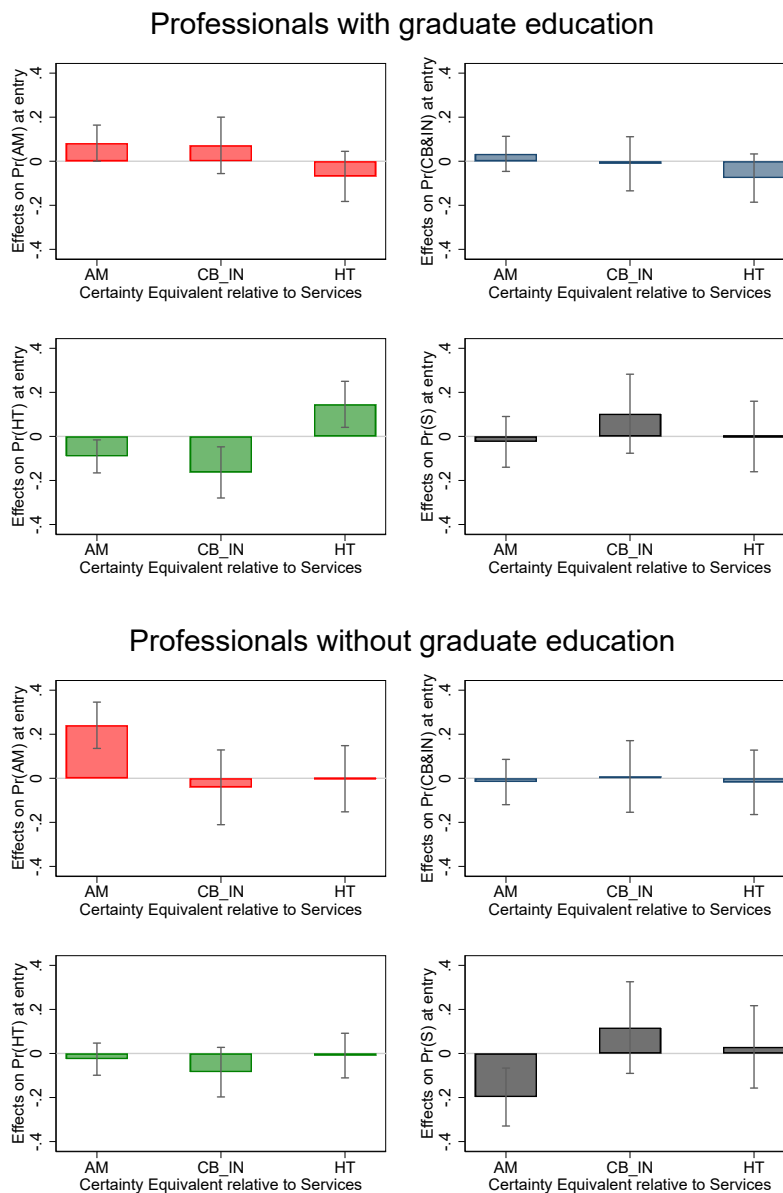 Professionals with graduate education
Effects on Pr(AM) at entry
.4
.2
0
-.2
-.4
AM CB_IN HT
Certainty Equivalent relative to Services
Effects on Pr(CB&IN) at entry
.4
.2
0
-.2
-.4
AM CB_IN HT
Certainty Equivalent relative to Services
Effects on Pr(HT) at entry
.4
.2
0
-.2
-.4
AM CB_IN HT
Certainty Equivalent relative to Services
Effects on Pr(S) at entry
.4
.2
0
-.2
-.4
AM CB_IN HT
Certainty Equivalent relative to Services
Professionals without graduate education
Effects on Pr(AM) at entry
.4
.2
0
-.2
-.4
AM CB_IN HT
Certainty Equivalent relative to Services
Effects on Pr(CB&IN) at entry
.4
.2
0
-.2
-.4
AM CB_IN HT
Certainty Equivalent relative to Services
Effects on Pr(HT) at entry
.4
.2
0
-.2
-.4
AM CB_IN HT
Certainty Equivalent relative to Services
Effects on Pr(S) at entry
.4
.2
0
-.2
-.4
AM CB_IN HT
Certainty Equivalent relative to Services